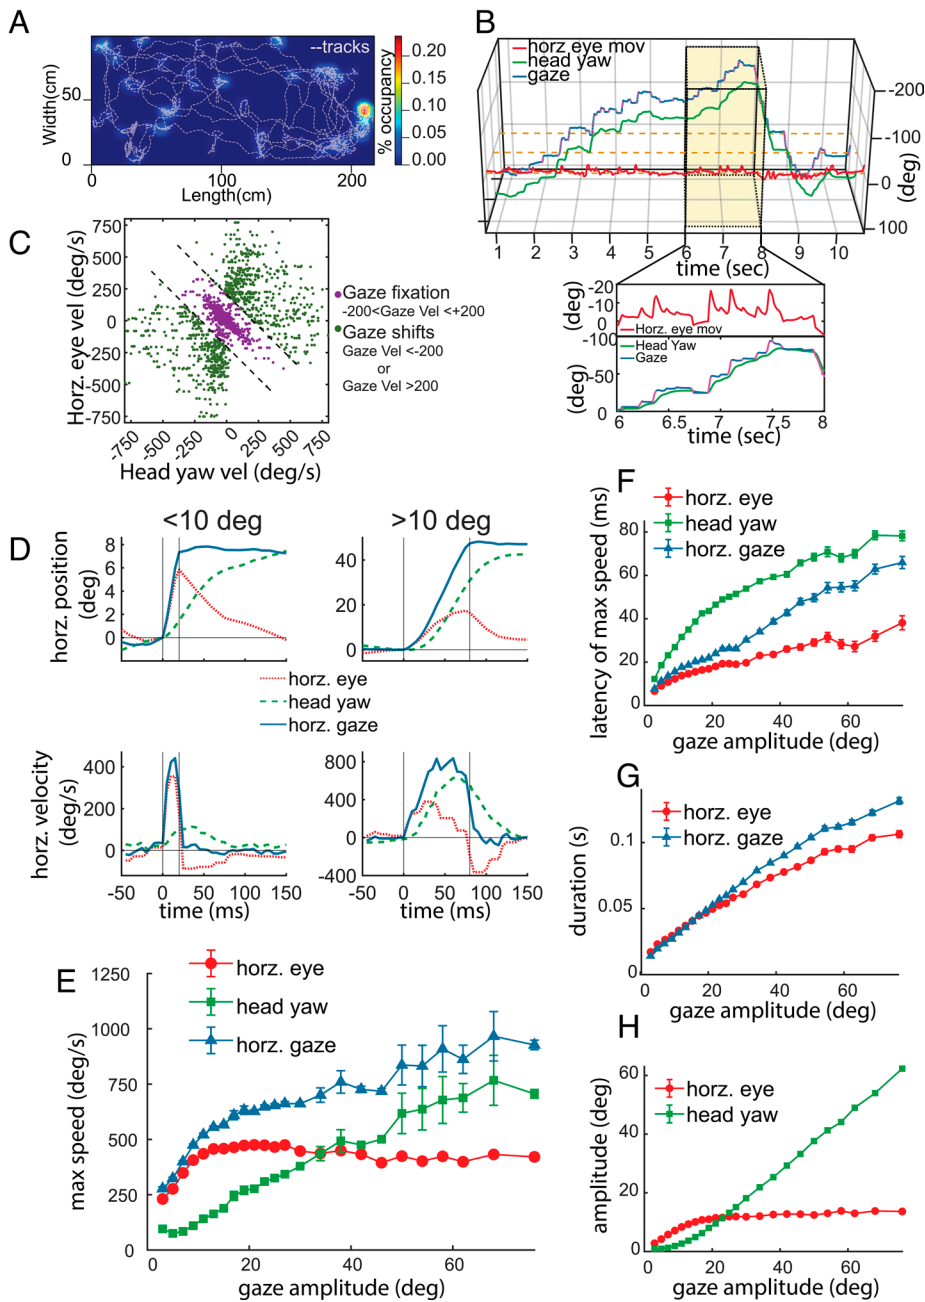 A
--tracks
Width(cm)
50
0
0
100
200
Length(cm)
% occupancy
0.20
0.15
0.10
0.05
0.00
B
horz eye mov
head yaw
gaze
-200
-100
0
100
(deg)
1 2 3 4 5 6 7 8 9 10
time (sec)
-20
-10
0
(deg)
Horz. eye mov
-100
-50
0
(deg)
Head Yaw
Gaze
6 6.5 7 7.5 8
time (sec)
C
Horz. eye vel (deg/s)
750
500
250
0
-250
-500
-750
-750 -500 -250 0 250 500 750
Head yaw vel (deg/s)
Gaze fixation
-200<Gaze Vel <+200
Gaze shifts
Gaze Vel <-200
or
Gaze Vel >200
D
<10 deg
>10 deg
horz. position
(deg)
8
6
4
2
0
40
20
0
horz. eye
head yaw
horz. gaze
horz. velocity
(deg/s)
400
200
0
-50 0 50 100 150
time (ms)
800
400
0
-400
-50 0 50 100 150
time (ms)
E
horz. eye
head yaw
horz. gaze
max speed (deg/s)
1250
1000
750
500
250
0
0 20 40 60
gaze amplitude (deg)
F
horz. eye
head yaw
horz. gaze
latency of max speed (ms)
80
60
40
20
0
0 20 40 60
gaze amplitude (deg)
G
horz. eye
horz. gaze
duration (s)
0.1
0.05
0
0 20 40 60
gaze amplitude (deg)
H
horz. eye
head yaw
amplitude (deg)
60
40
20
0
0 20 40 60
gaze amplitude (deg)